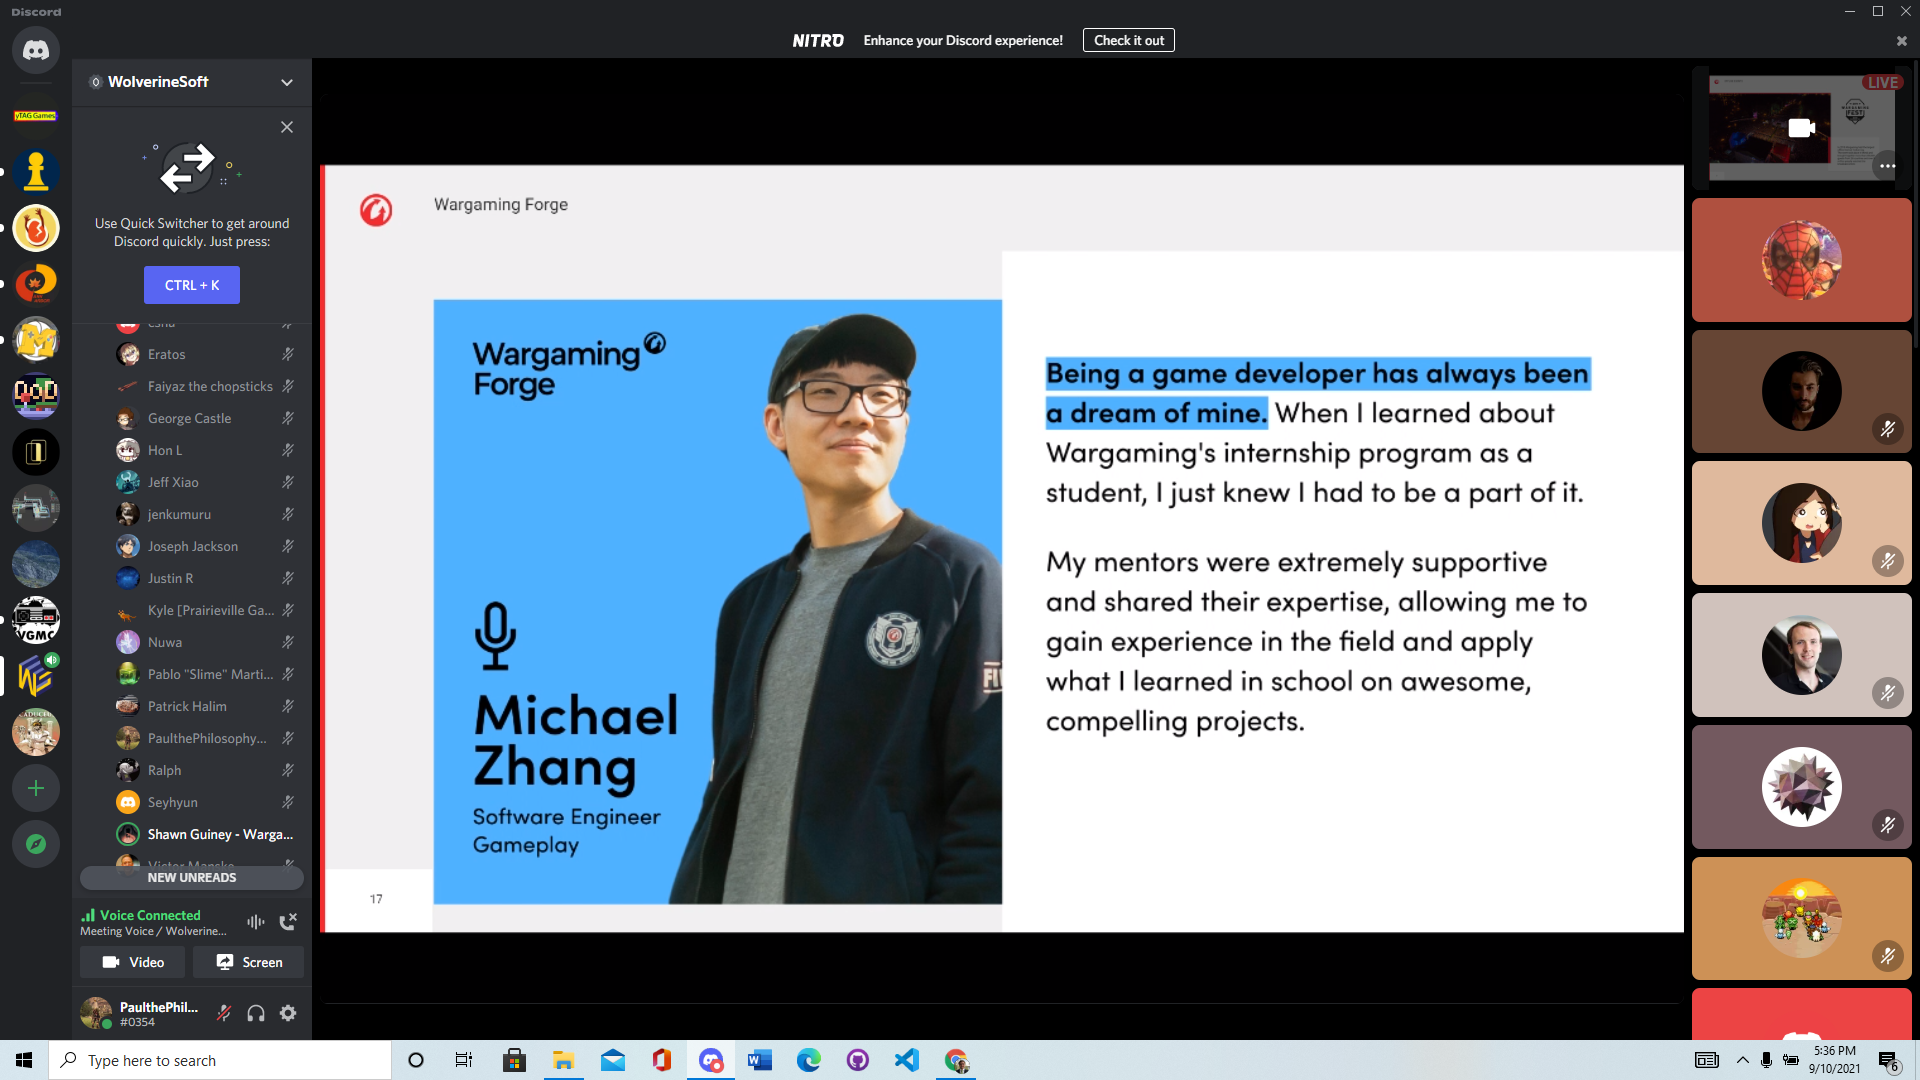 Discord
NITRO Enhance your Discord experience! Check it out
WolverineSoft
Use Quick Switcher to get around
Discord quickly. Just press:
CTRL + K
yTAG Games
VGMC
Eratos
Faiyaz the chopsticks
George Castle
Hon L
Jeff Xiao
jenkumuru
Joseph Jackson
Justin R
Kyle [Prairieville Ga...
Nuwa
Pablo "Slime" Marti...
Patrick Halim
PaulthePhilosophy...
Ralph
Seyhyun
Shawn Guiney - Warga...
NEW UNREADS
Voice Connected
Meeting Voice / Wolverine...
Video
Screen
PaulthePhil...
#0354
Wargaming Forge
Wargaming
Forge
Michael
Zhang
Software Engineer
Gameplay
17
Being a game developer has always been
a dream of mine. When I learned about
Wargaming's internship program as a
student, I just knew I had to be a part of it.
My mentors were extremely supportive
and shared their expertise, allowing me to
gain experience in the field and apply
what I learned in school on awesome,
compelling projects.
LIVE
Type here to search
5:36 PM
9/10/2021
6